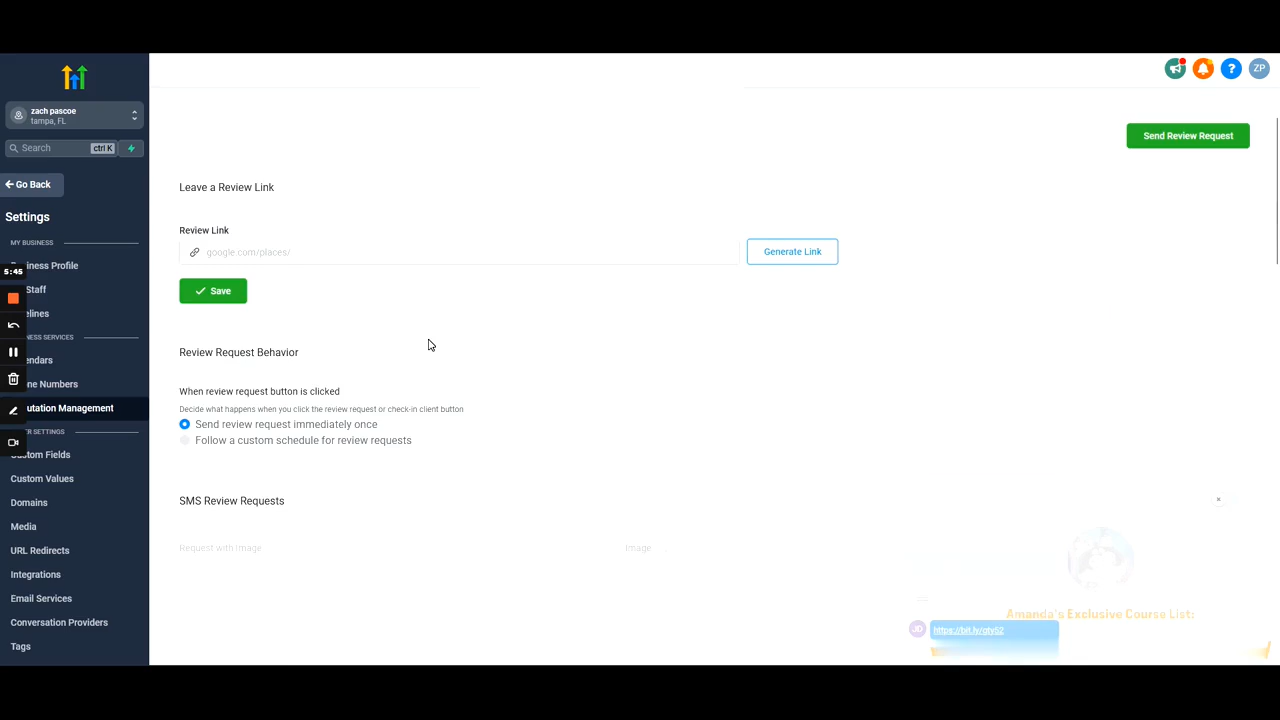 zach pascoe
tampa, FL
Search
ctrl K
Go Back
Settings
MY BUSINESS
5:45
siness Profile
Staff
elines
NESS SERVICES
endars
ne Numbers
utation Management
R SETTINGS
stom Fields
Custom Values
Domains
Media
URL Redirects
Integrations
Email Services
Conversation Providers
Tags
ZP
Send Review Request
Leave a Review Link
Review Link
google.com/places/
Generate Link
Save
Review Request Behavior
When review request button is clicked
Decide what happens when you click the review request or check-in client button
Send review request immediately once
Follow a custom schedule for review requests
SMS Review Requests
Request with Image
Image
Amanda's Exclusive Course List:
JD
https://bit.ly/gty52